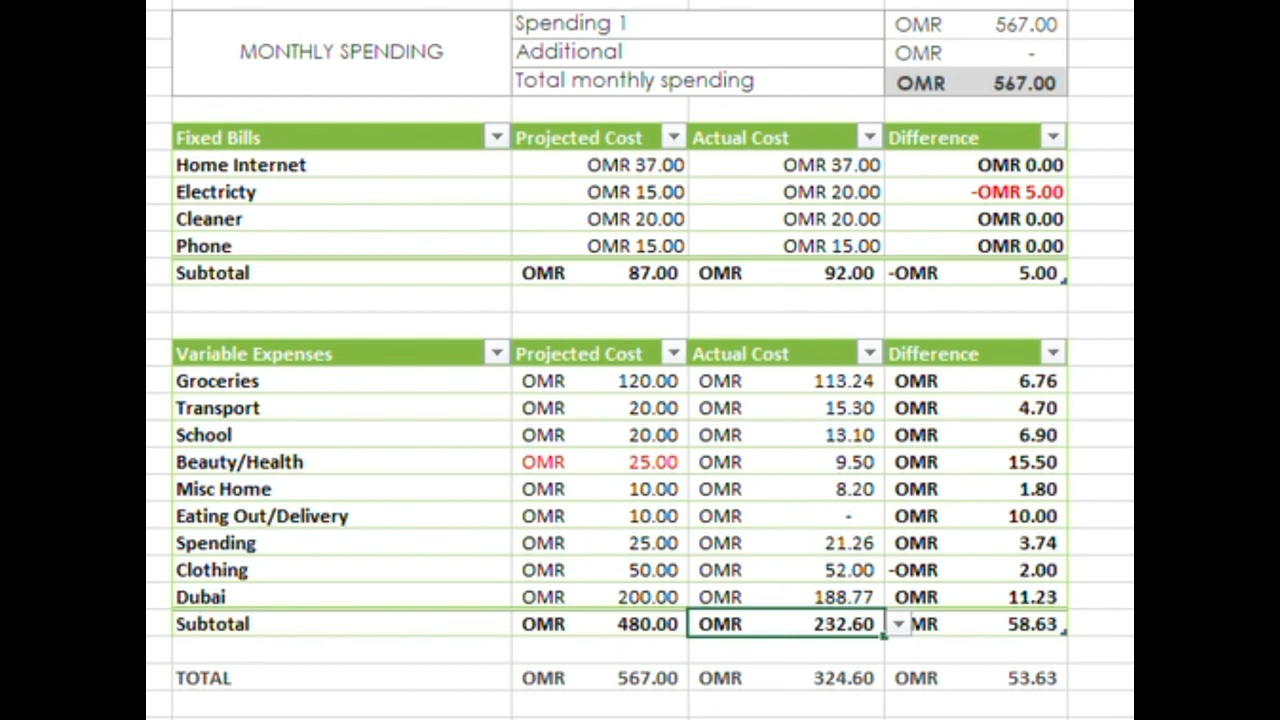 Spending 1 OMR 567.00
MONTHLY SPENDING Additional OMR -
Total monthly spending OMR 567.00
Fixed Bills Projected Cost Actual Cost Difference
Home Internet OMR 37.00 OMR 37.00 OMR 0.00
Electricty OMR 15.00 OMR 20.00 -OMR 5.00
Cleaner OMR 20.00 OMR 20.00 OMR 0.00
Phone OMR 15.00 OMR 15.00 OMR 0.00
Subtotal OMR 87.00 OMR 92.00 -OMR 5.00
Variable Expenses Projected Cost Actual Cost Difference
Groceries OMR 120.00 OMR 113.24 OMR 6.76
Transport OMR 20.00 OMR 15.30 OMR 4.70
School OMR 20.00 OMR 13.10 OMR 6.90
Beauty/Health OMR 25.00 OMR 9.50 OMR 15.50
Misc Home OMR 10.00 OMR 8.20 OMR 1.80
Eating Out/Delivery OMR 10.00 OMR - OMR 10.00
Spending OMR 25.00 OMR 21.26 OMR 3.74
Clothing OMR 50.00 OMR 52.00 -OMR 2.00
Dubai OMR 200.00 OMR 188.77 OMR 11.23
Subtotal OMR 480.00 OMR 232.60 MR 58.63
TOTAL OMR 567.00 OMR 324.60 OMR 53.63